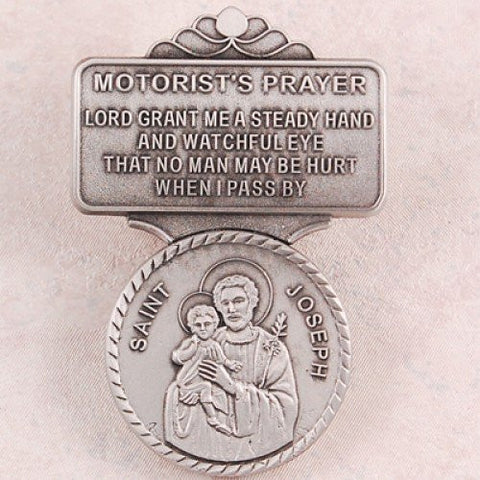 MOTORIST'S PRAYER
LORD GRANT ME A STEADY HAND
AND WATCHFUL EYE
THAT NO MAN MAY BE HURT
WHEN I PASS BY
SAINT JOSEPH